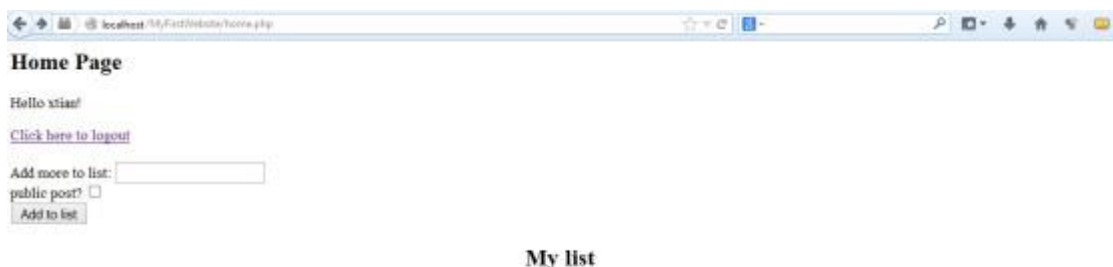 localhost/MyFirstWebsite/home.php
Home Page
Hello xtian!
Click here to logout
Add more to list:
public post?
Add to list
My list